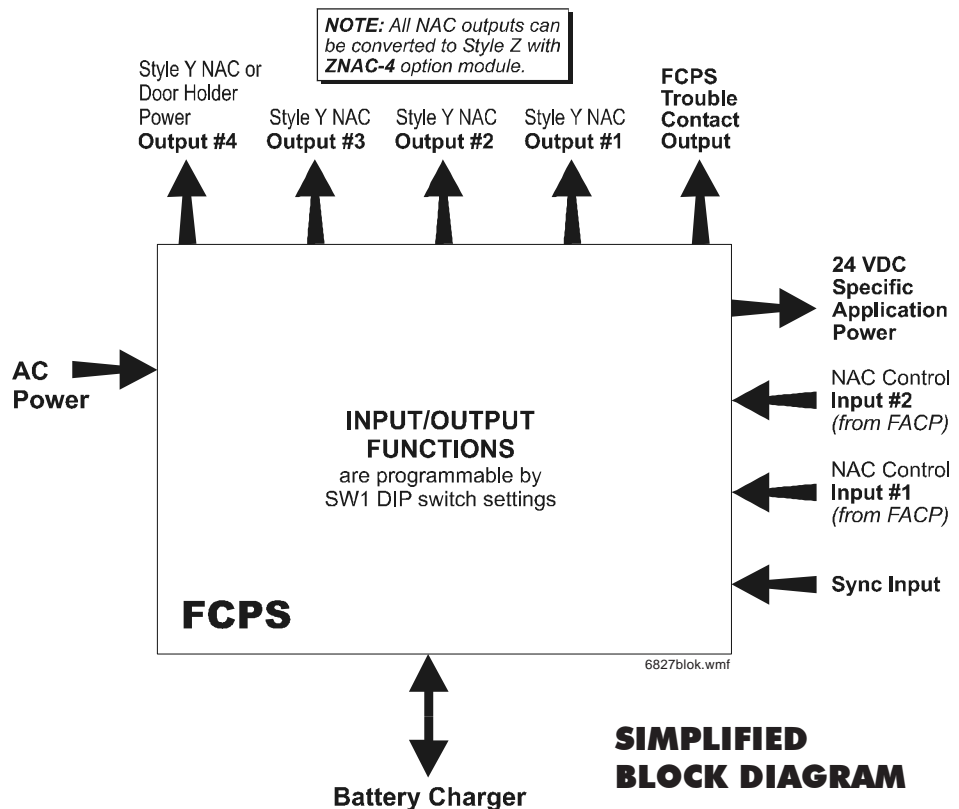 NOTE: All NAC outputs can
be converted to Style Z with
ZNAC-4 option module.
Style Y NAC or
Door Holder
Power
Output #4
Style Y NAC
Output #3
Style Y NAC
Output #2
Style Y NAC
Output #1
FCPS
Trouble
Contact
Output
24 VDC
Specific
Application
Power
AC
Power
NAC Control
Input #2
(from FACP)
INPUT/OUTPUT
FUNCTIONS
are programmable by
SW1 DIP switch settings
NAC Control
Input #1
(from FACP)
Sync Input
FCPS
6827blok.wmf
SIMPLIFIED
BLOCK DIAGRAM
Battery Charger